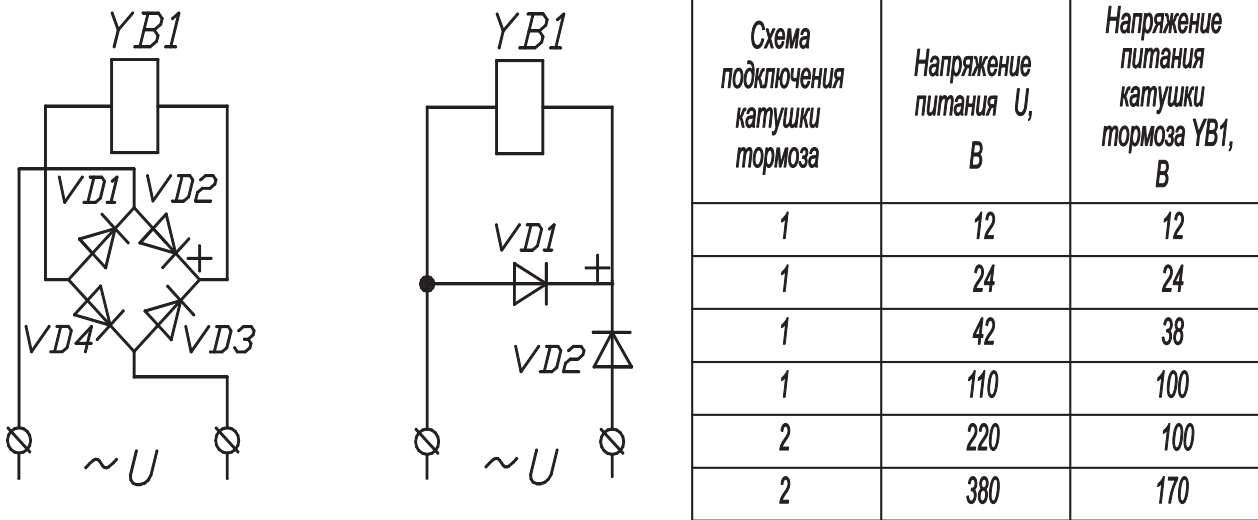 YB1
VD1 VD2
+
VD4 VD3
~U
YB1
VD1
+
VD2
~U
Схема
подключения
катушки
тормоза
Напряжение
питания U,
В
Напряжение
питания
катушки
тормоза YB1,
В
1 12 12
1 24 24
1 42 38
1 110 100
2 220 100
2 380 170